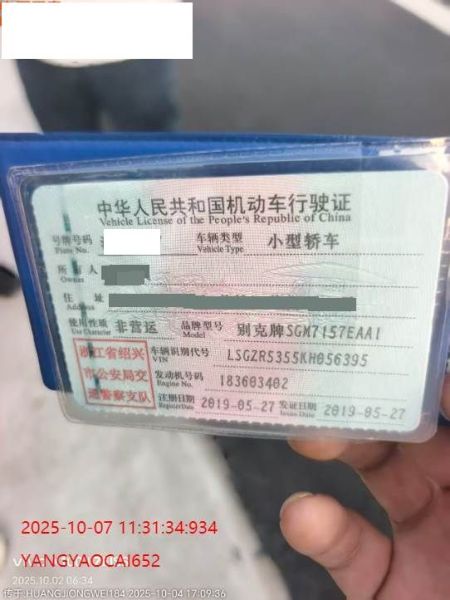 中华人民共和国机动车行驶证
Vehicle License of the People's Republic of China
号牌号码 车辆类型 小型轿车
Plate No. Vehicle Type
所有人
Owner
住址
Address
使用性质 非营运 品牌型号 别克牌SGM7157EAA1
Use Character Model
浙江省绍兴 车辆识别代号 LSGZR5355KH056395
VIN
市公安局交 发动机号码 183603402
Engine No.
通警察支队 注册日期 2019-05-27 发证日期 2019-05-27
Register Date Issue Date
2025-10-07 11:31:34:934
YANGYAOCAI652
2025.10.02 06:34
传于:HUANGJIONGWEI184,2025-10-04 17:09:36